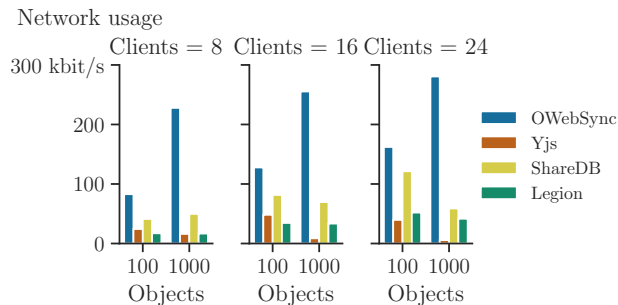 Network usage
Clients = 8 Clients = 16 Clients = 24
300 kbit/s
200
100
0
100 1000 100 1000 100 1000
Objects Objects Objects
OWebSync
Yjs
ShareDB
Legion